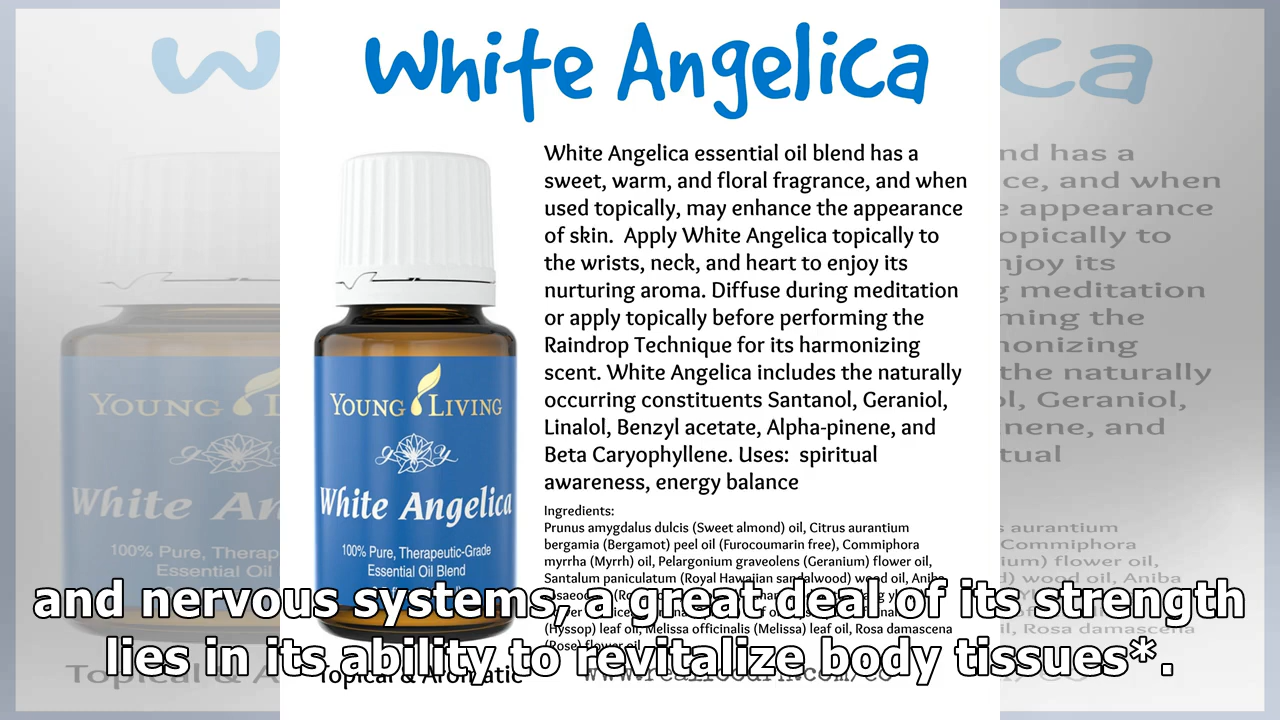 White Angelica
White Angelica essential oil blend has a
sweet, warm, and floral fragrance, and when
used topically, may enhance the appearance
of skin. Apply White Angelica topically to
the wrists, neck, and heart to enjoy its
nurturing aroma. Diffuse during meditation
or apply topically before performing the
Raindrop Technique for its harmonizing
scent. White Angelica includes the naturally
occurring constituents Santanol, Geraniol,
Linalol, Benzyl acetate, Alpha-pinene, and
Beta Caryophyllene. Uses: spiritual
awareness, energy balance
Ingredients:
Prunus amygdalus dulcis (Sweet almond) oil, Citrus aurantium
bergamia (Bergamot) peel oil (Furocoumarin free), Commiphora
myrrha (Myrrh) oil, Pelargonium graveolens (Geranium) flower oil,
Santalum paniculatum (Royal Hawaiian sandalwood) wood oil, Aniba
(Hyssop) leaf oil, Melissa officinalis (Melissa) leaf oil, Rosa damascena
(Rose) flower oil
YOUNG LIVING
White Angelica
100% Pure, Therapeutic-Grade
Essential Oil Blend
Topical & Aromatic
and nervous systems, a great deal of its strength
lies in its ability to revitalize body tissues*.